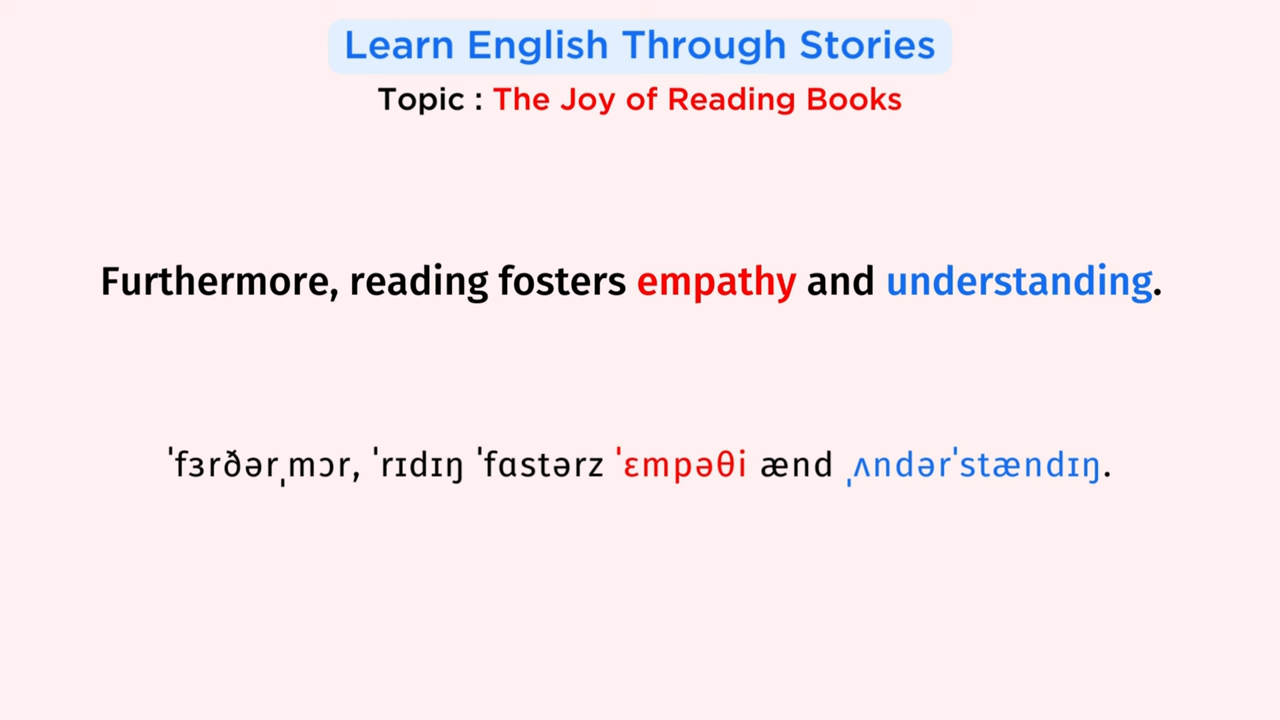 Learn English Through Stories
Topic : The Joy of Reading Books
Furthermore, reading fosters empathy and understanding.
ˈfɜrðərˌmɔr, ˈrɪdɪŋ ˈfɑstərz ˈɛmpəθi ænd ˌʌndərˈstændɪŋ.